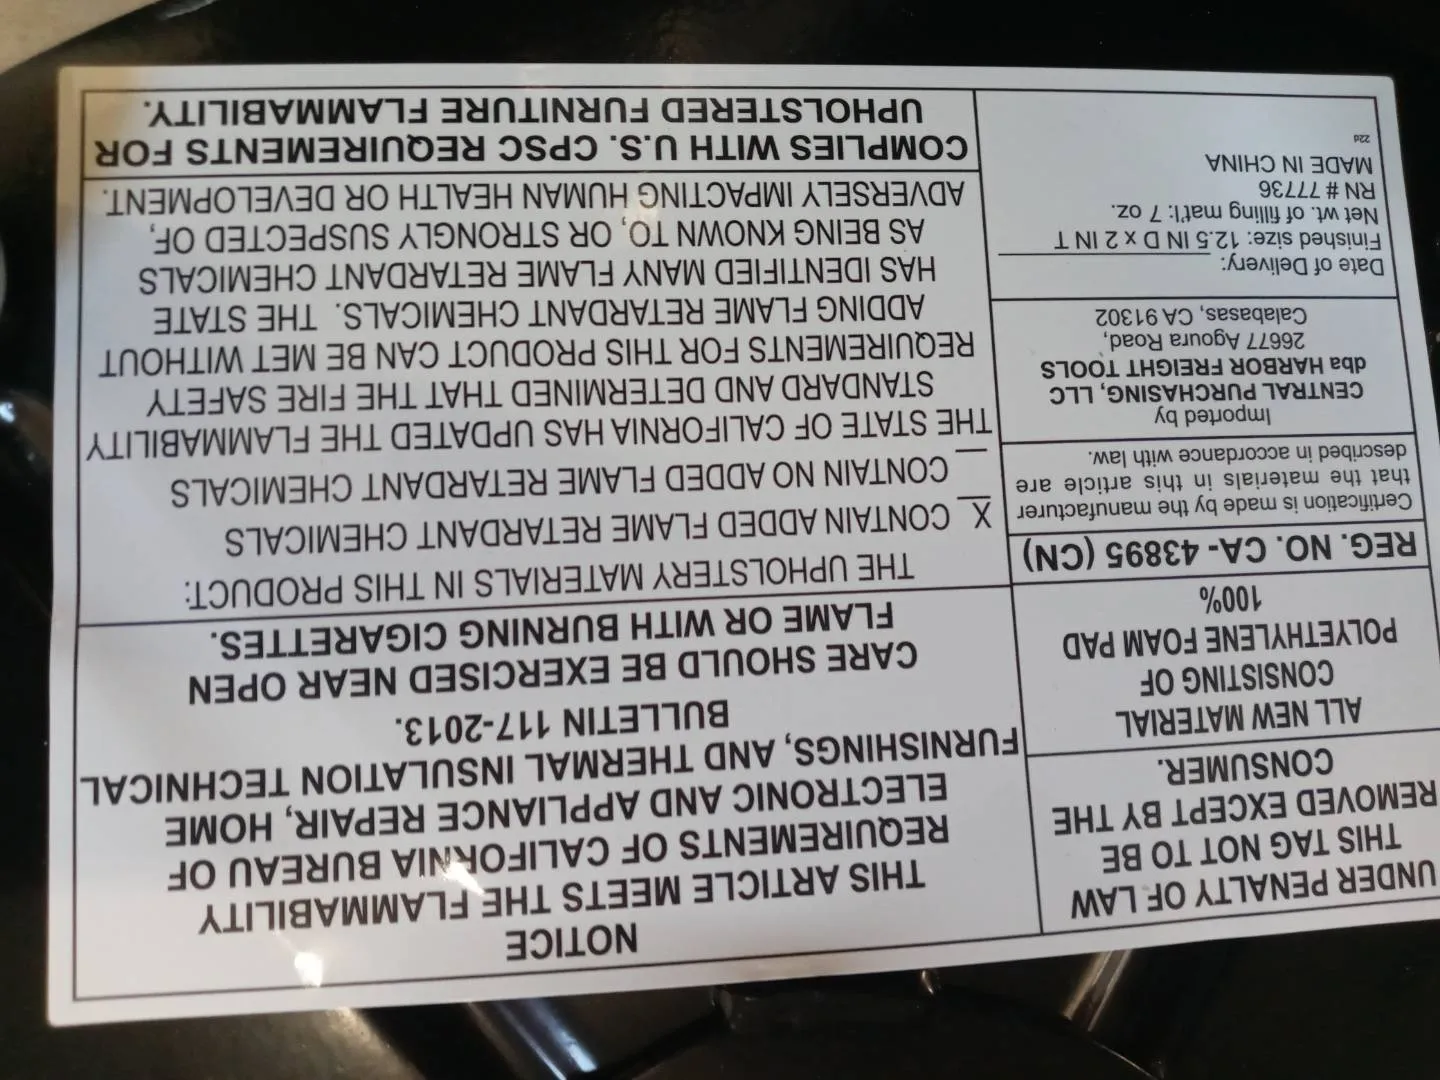 UNDER PENALTY OF LAW
THIS TAG NOT TO BE
REMOVED EXCEPT BY THE
CONSUMER.
ALL NEW MATERIAL
CONSISTING OF
POLYETHYLENE FOAM PAD
100%
REG. NO. CA- 43895 (CN)
Certification is made by the manufacturer
that the materials in this article are
described in accordance with law.
Imported by
CENTRAL PURCHASING, LLC
dba HARBOR FREIGHT TOOLS
26677 Agoura Road,
Calabasas, CA 91302
Date of Delivery:
Finished size: 12.5 IN D x 2 IN T
Net wt. of filling mat'l: 7 oz.
RN # 77736
MADE IN CHINA
22d
NOTICE
THIS ARTICLE MEETS THE FLAMMABILITY
REQUIREMENTS OF CALIFORNIA BUREAU OF
ELECTRONIC AND APPLIANCE REPAIR, HOME
FURNISHINGS, AND THERMAL INSULATION TECHNICAL
BULLETIN 117-2013.
CARE SHOULD BE EXERCISED NEAR OPEN
FLAME OR WITH BURNING CIGARETTES.
THE UPHOLSTERY MATERIALS IN THIS PRODUCT:
X CONTAIN ADDED FLAME RETARDANT CHEMICALS
_ CONTAIN NO ADDED FLAME RETARDANT CHEMICALS
THE STATE OF CALIFORNIA HAS UPDATED THE FLAMMABILITY
STANDARD AND DETERMINED THAT THE FIRE SAFETY
REQUIREMENTS FOR THIS PRODUCT CAN BE MET WITHOUT
ADDING FLAME RETARDANT CHEMICALS. THE STATE
HAS IDENTIFIED MANY FLAME RETARDANT CHEMICALS
AS BEING KNOWN, TO, OR STRONGLY SUSPECTED OF,
ADVERSELY IMPACTING HUMAN HEALTH OR DEVELOPMENT.
COMPLIES WITH U.S. CPSC REQUIREMENTS FOR
UPHOLSTERED FURNITURE FLAMMABILITY.